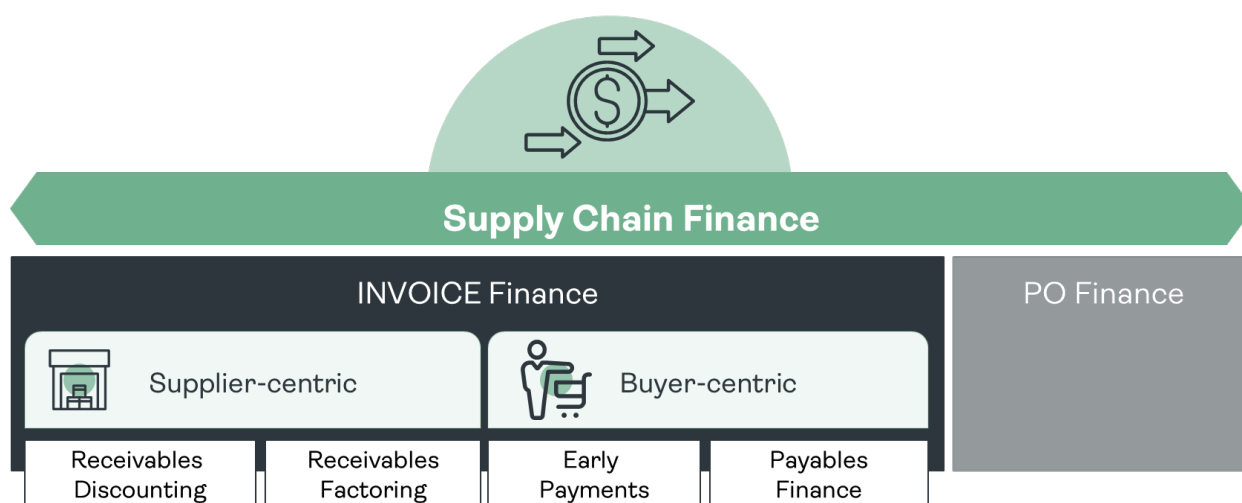 $
Supply Chain Finance
INVOICE Finance
PO Finance
Supplier-centric
Buyer-centric
Receivables
Discounting
Receivables
Factoring
Early
Payments
Payables
Finance